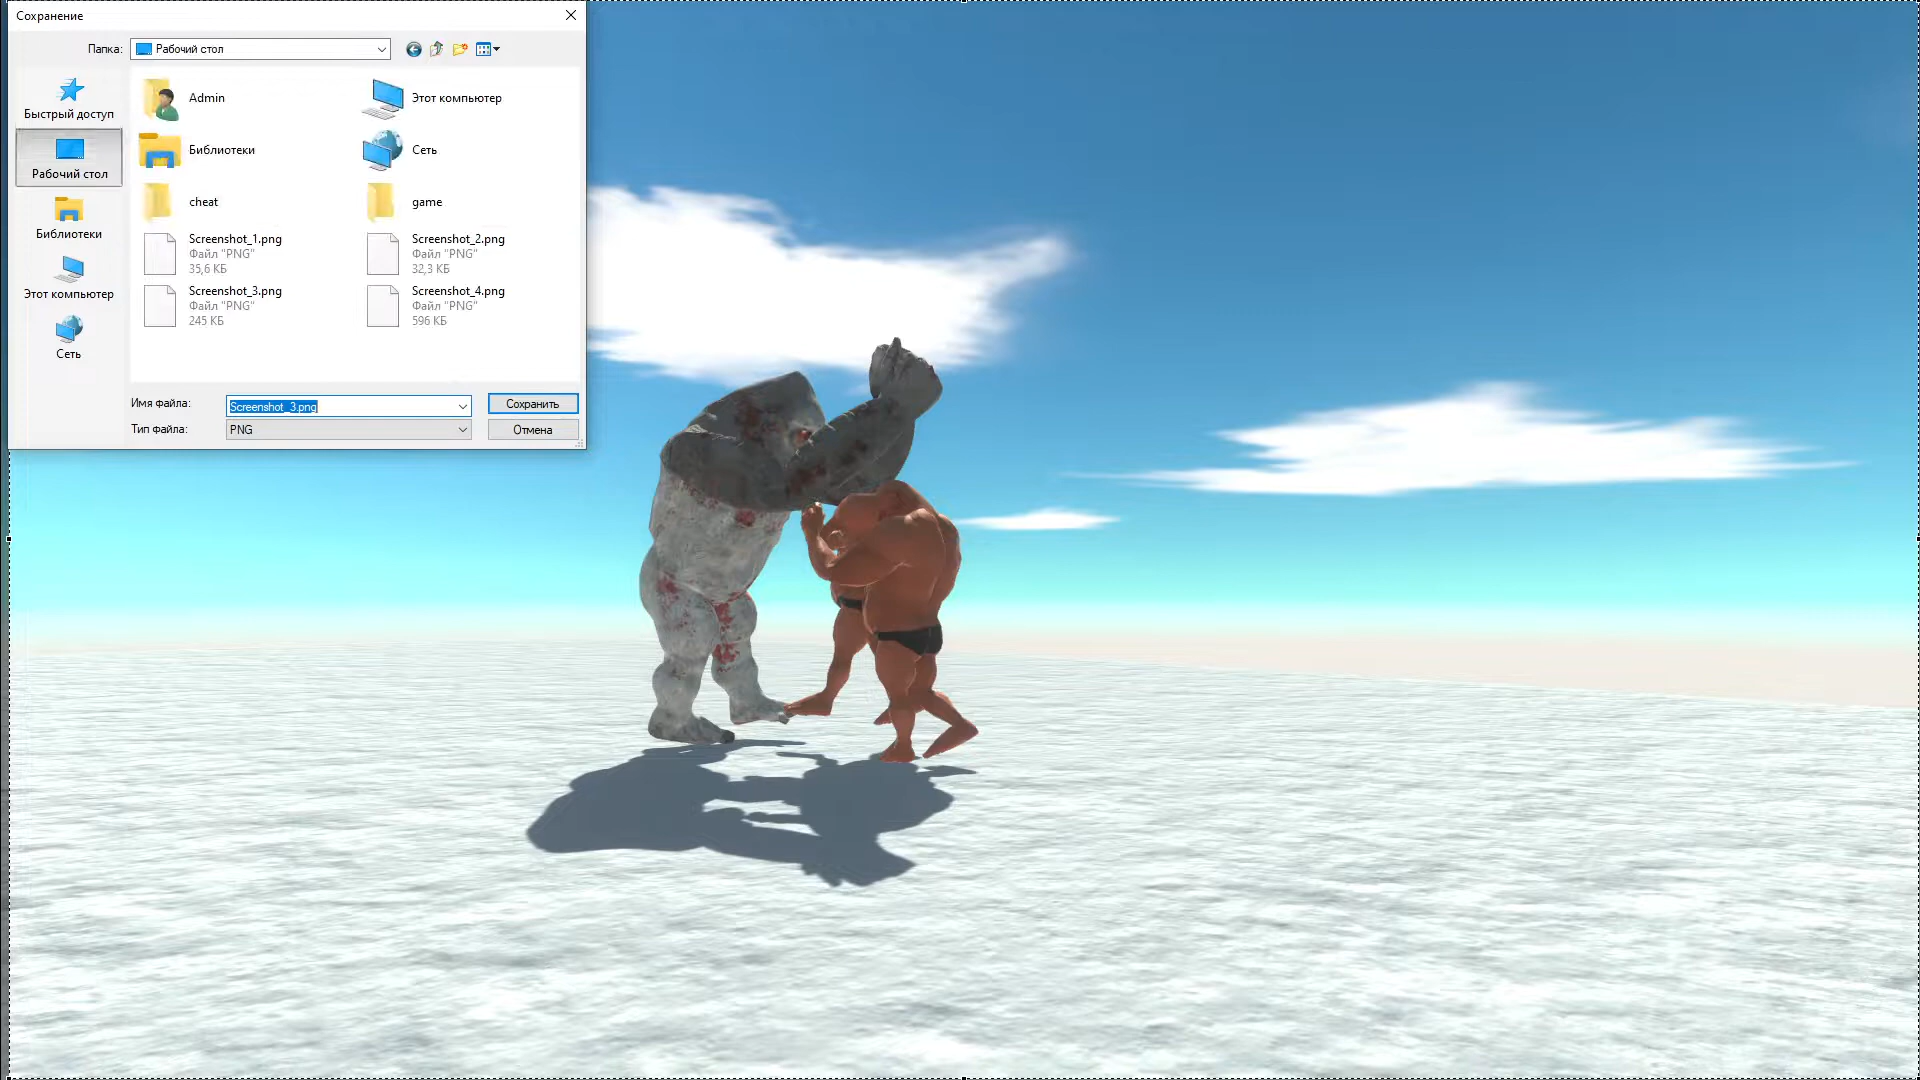 Сохранение
Папка:
Рабочий стол
Быстрый доступ
Рабочий стол
Библиотеки
Этот компьютер
Сеть
Admin
Этот компьютер
Библиотеки
Сеть
cheat
game
Screenshot_1.png
Файл "PNG"
35,6 КБ
Screenshot_2.png
Файл "PNG"
32,3 КБ
Screenshot_3.png
Файл "PNG"
245 КБ
Screenshot_4.png
Файл "PNG"
596 КБ
Имя файла:
Screenshot_3.png
Сохранить
Тип файла:
PNG
Отмена